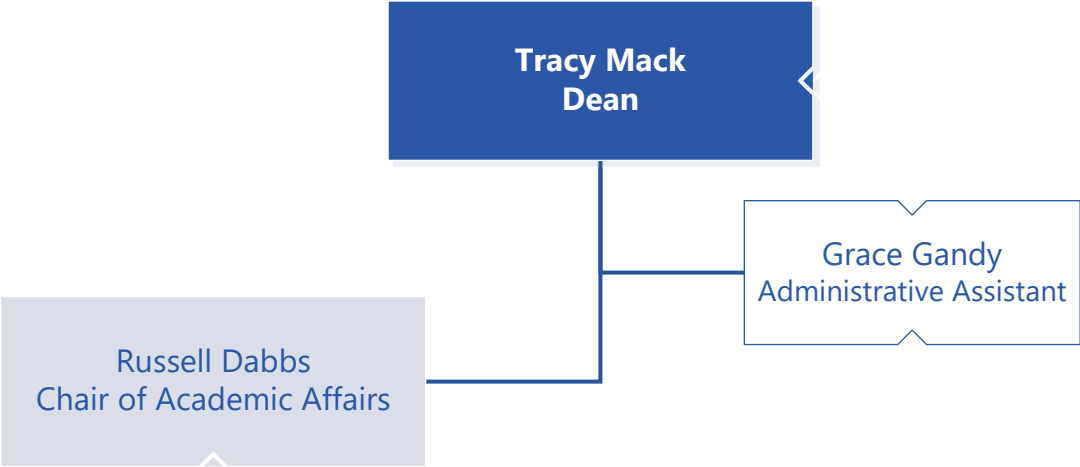 Tracy Mack
Dean
Grace Gandy
Administrative Assistant
Russell Dabbs
Chair of Academic Affairs